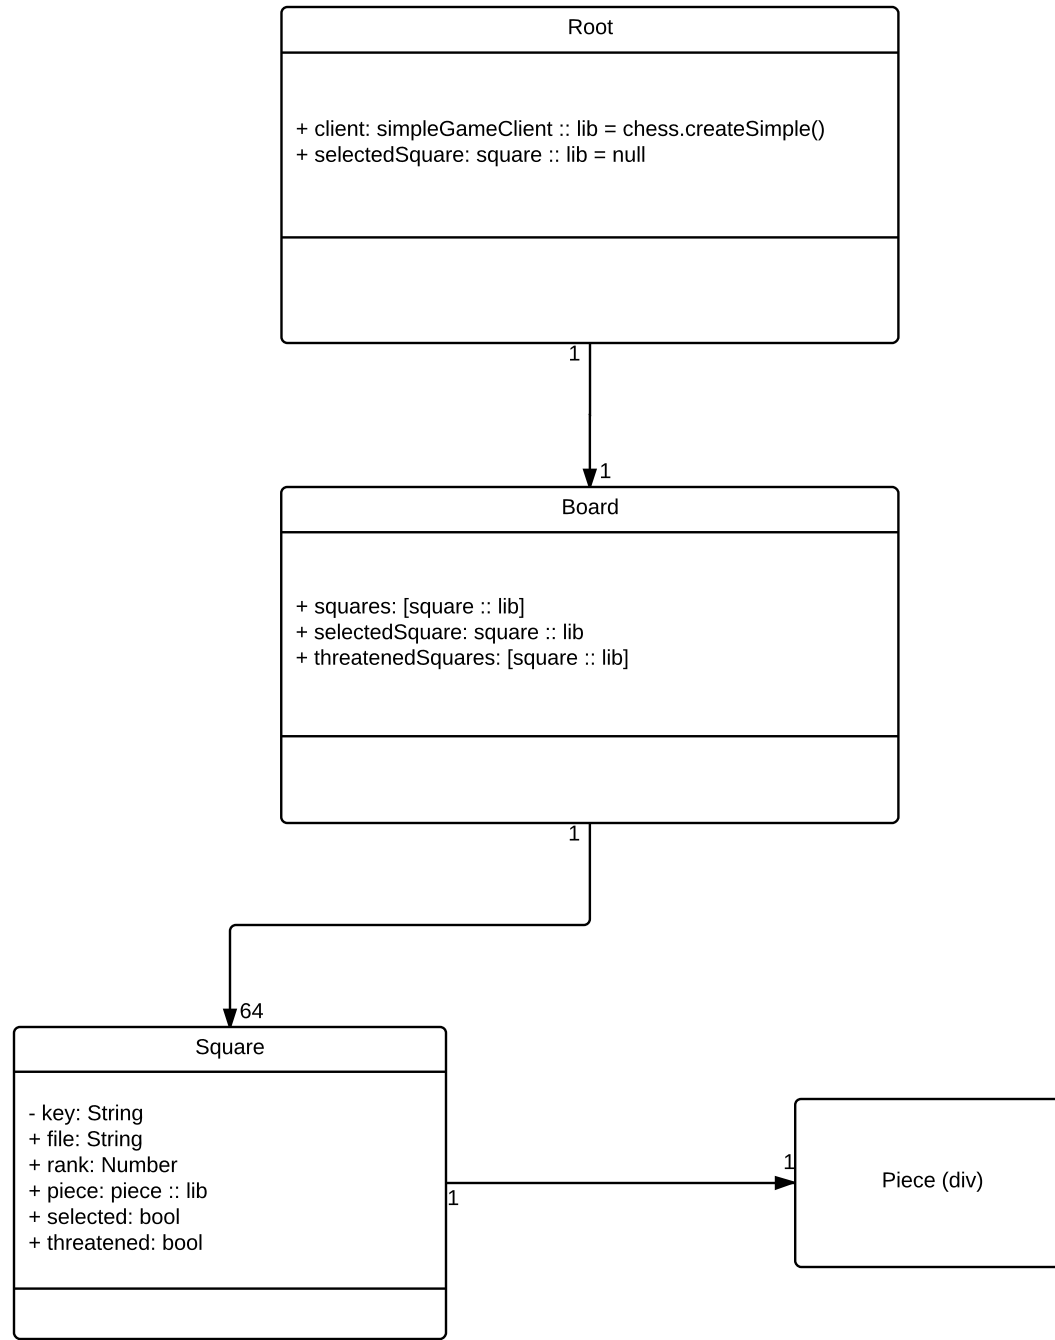 Root
+ client: simpleGameClient :: lib = chess.createSimple()
+ selectedSquare: square :: lib = null
1
1
Board
+ squares: [square :: lib]
+ selectedSquare: square :: lib
+ threatenedSquares: [square :: lib]
1
64
Square
- key: String
+ file: String
+ rank: Number
+ piece: piece :: lib
+ selected: bool
+ threatened: bool
1
1
Piece (div)